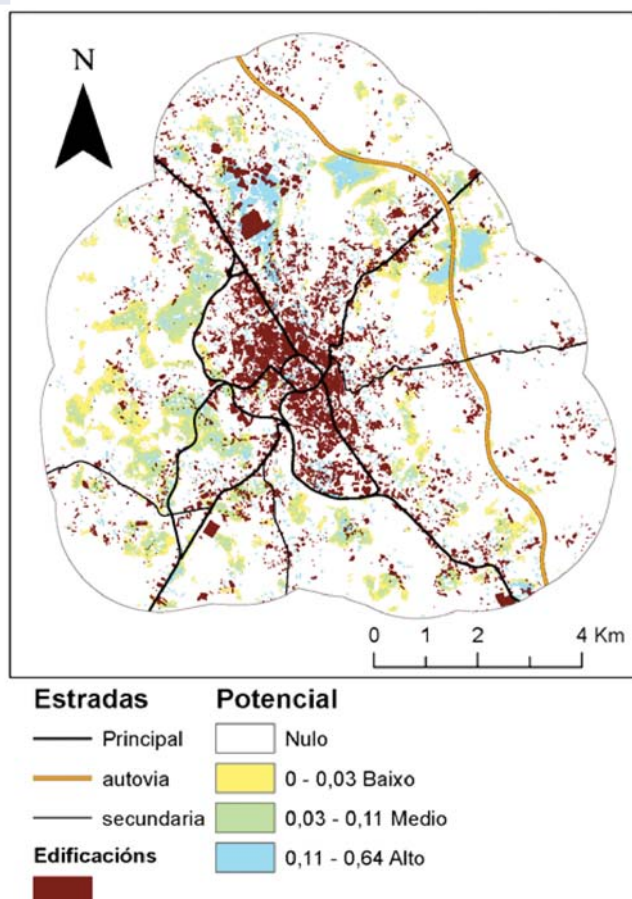 N
0 1 2 4 Km
Estradas
Principal
autovia
secundaria
Edificacións
Potencial
Nulo
0 - 0,03 Baixo
0,03 - 0,11 Medio
0,11 - 0,64 Alto